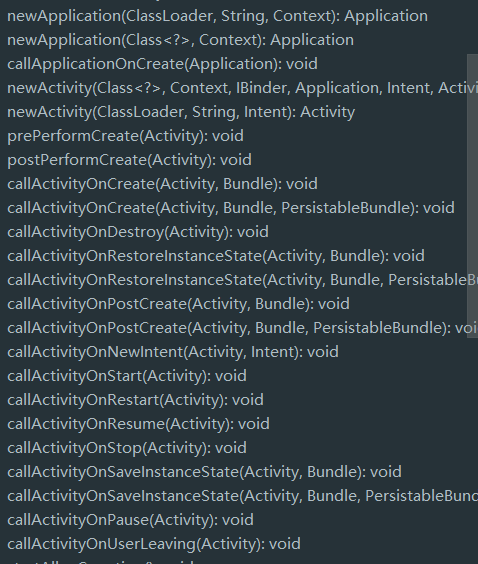 newApplication(ClassLoader, String, Context): Application
newApplication(Class<?>, Context): Application
callApplicationOnCreate(Application): void
newActivity(Class<?>, Context, IBinder, Application, Intent, Activi
newActivity(ClassLoader, String, Intent): Activity
prePerformCreate(Activity): void
postPerformCreate(Activity): void
callActivityOnCreate(Activity, Bundle): void
callActivityOnCreate(Activity, Bundle, PersistableBundle): void
callActivityOnDestroy(Activity): void
callActivityOnRestoreInstanceState(Activity, Bundle): void
callActivityOnRestoreInstanceState(Activity, Bundle, PersistableBu
callActivityOnPostCreate(Activity, Bundle): void
callActivityOnPostCreate(Activity, Bundle, PersistableBundle): voi
callActivityOnNewIntent(Activity, Intent): void
callActivityOnStart(Activity): void
callActivityOnRestart(Activity): void
callActivityOnResume(Activity): void
callActivityOnStop(Activity): void
callActivityOnSaveInstanceState(Activity, Bundle): void
callActivityOnSaveInstanceState(Activity, Bundle, PersistableBund
callActivityOnPause(Activity): void
callActivityOnUserLeaving(Activity): void